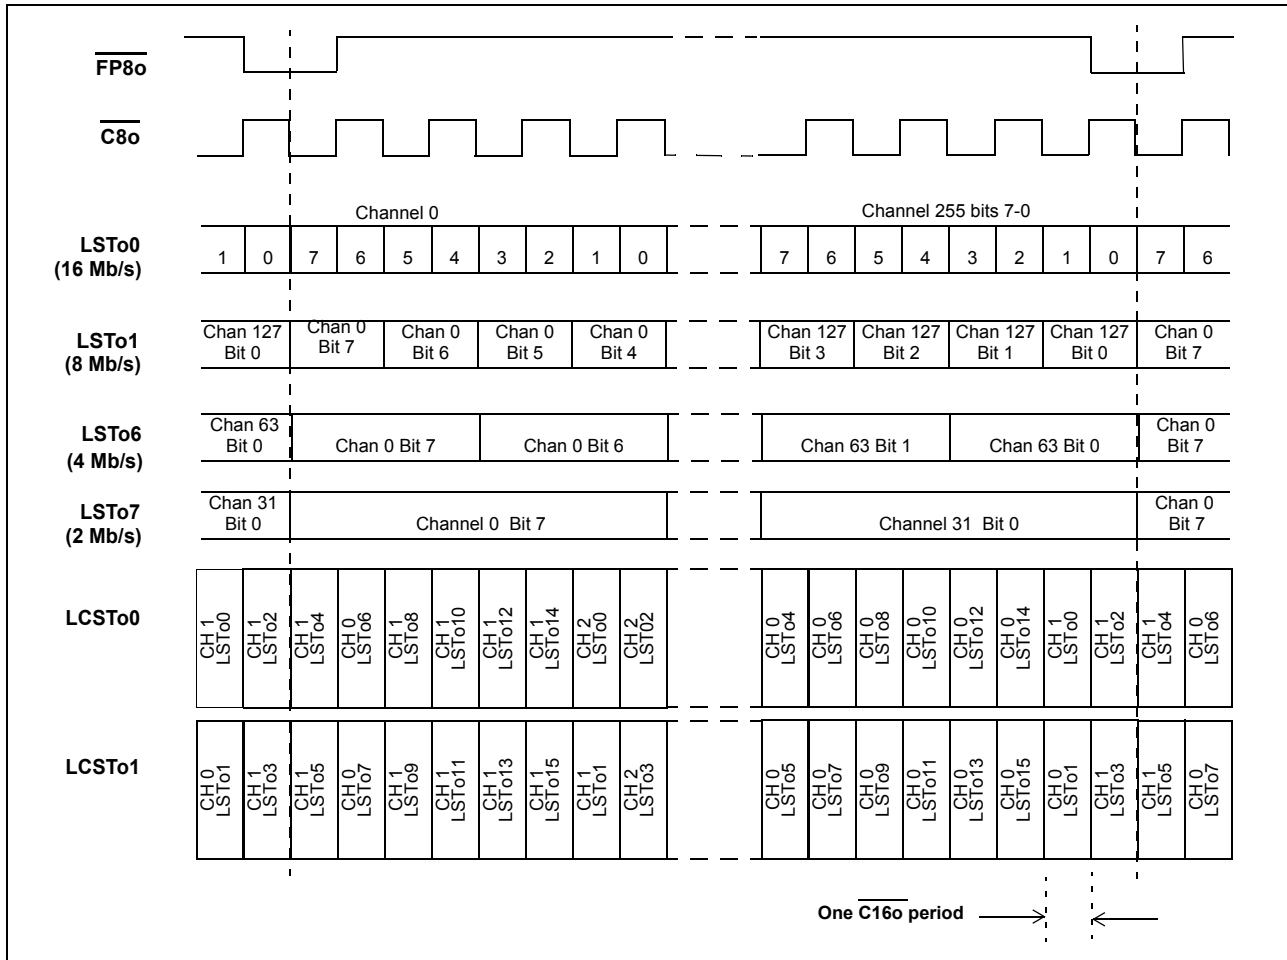 FP8o
C8o
Channel 0
Channel 255 bits 7-0
LSTo0
(16 Mb/s)
1 0 7 6 5 4 3 2 1 0 7 6 5 4 3 2 1 0 7 6
LSTo1
(8 Mb/s)
Chan 127 Bit 0
Chan 0 Bit 7
Chan 0 Bit 6
Chan 0 Bit 5
Chan 0 Bit 4
Chan 127 Bit 3
Chan 127 Bit 2
Chan 127 Bit 1
Chan 127 Bit 0
Chan 0 Bit 7
LSTo6
(4 Mb/s)
Chan 63 Bit 0
Chan 0 Bit 7
Chan 0 Bit 6
Chan 63 Bit 1
Chan 63 Bit 0
Chan 0 Bit 7
LSTo7
(2 Mb/s)
Chan 31 Bit 0
Channel 0 Bit 7
Channel 31 Bit 0
Chan 0 Bit 7
LCSTo0
CH 1 LSTo0
CH 1 LSTo2
CH 1 LSTo4
CH 0 LSTo6
CH 1 LSTo8
CH 1 LSTo10
CH 1 LSTo12
CH 1 LSTo14
CH 2 LSTo0
CH 2 LST02
CH 0 LSTo4
CH 0 LSTo6
CH 0 LSTo8
CH 0 LSTo10
CH 0 LSTo12
CH 0 LSTo14
CH 1 LSTo0
CH 1 LSTo2
CH 1 LSTo4
CH 0 LSTo6
LCSTo1
CH 0 LSTo1
CH 1 LSTo3
CH 1 LSTo5
CH 0 LSTo7
CH 1 LSTo9
CH 1 LSTo11
CH 1 LSTo13
CH 1 LSTo15
CH 1 LSTo1
CH 2 LSTo3
CH 0 LSTo5
CH 0 LSTo7
CH 0 LSTo9
CH 0 LSTo11
CH 0 LSTo13
CH 0 LSTo15
CH 0 LSTo1
CH 1 LSTo3
CH 1 LSTo5
CH 0 LSTo7
One C16o period